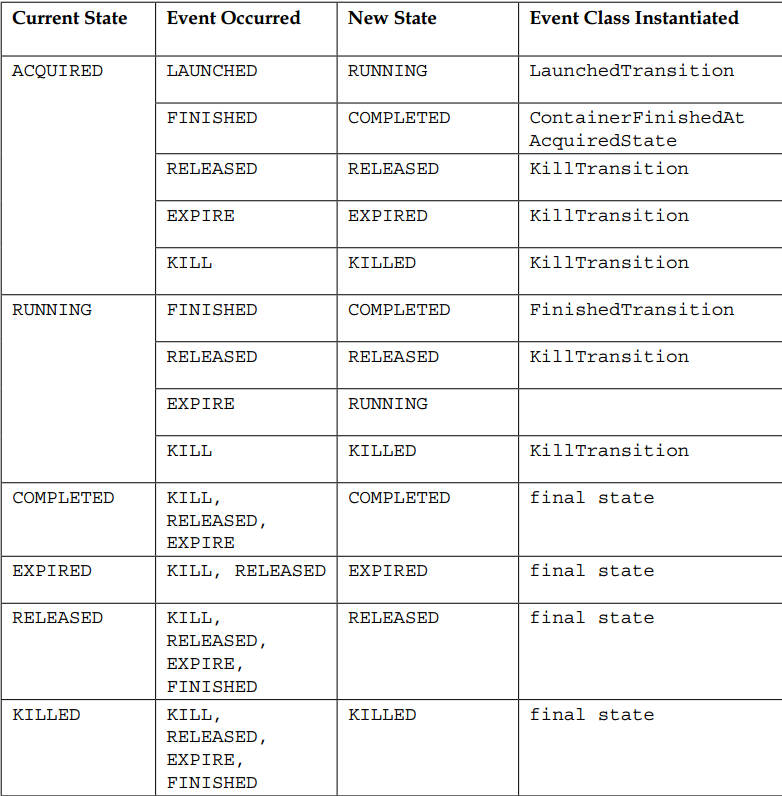 Current State Event Occurred New State Event Class Instantiated
ACQUIRED LAUNCHED RUNNING LaunchedTransition
FINISHED COMPLETED ContainerFinishedAt
AcquiredState
RELEASED RELEASED KillTransition
EXPIRE EXPIRED KillTransition
KILL KILLED KillTransition
RUNNING FINISHED COMPLETED FinishedTransition
RELEASED RELEASED KillTransition
EXPIRE RUNNING
KILL KILLED KillTransition
COMPLETED KILL, COMPLETED final state
RELEASED,
EXPIRE
EXPIRED KILL, RELEASED EXPIRED final state
RELEASED KILL, RELEASED final state
RELEASED,
EXPIRE,
FINISHED
KILLED KILL, KILLED final state
RELEASED,
EXPIRE,
FINISHED